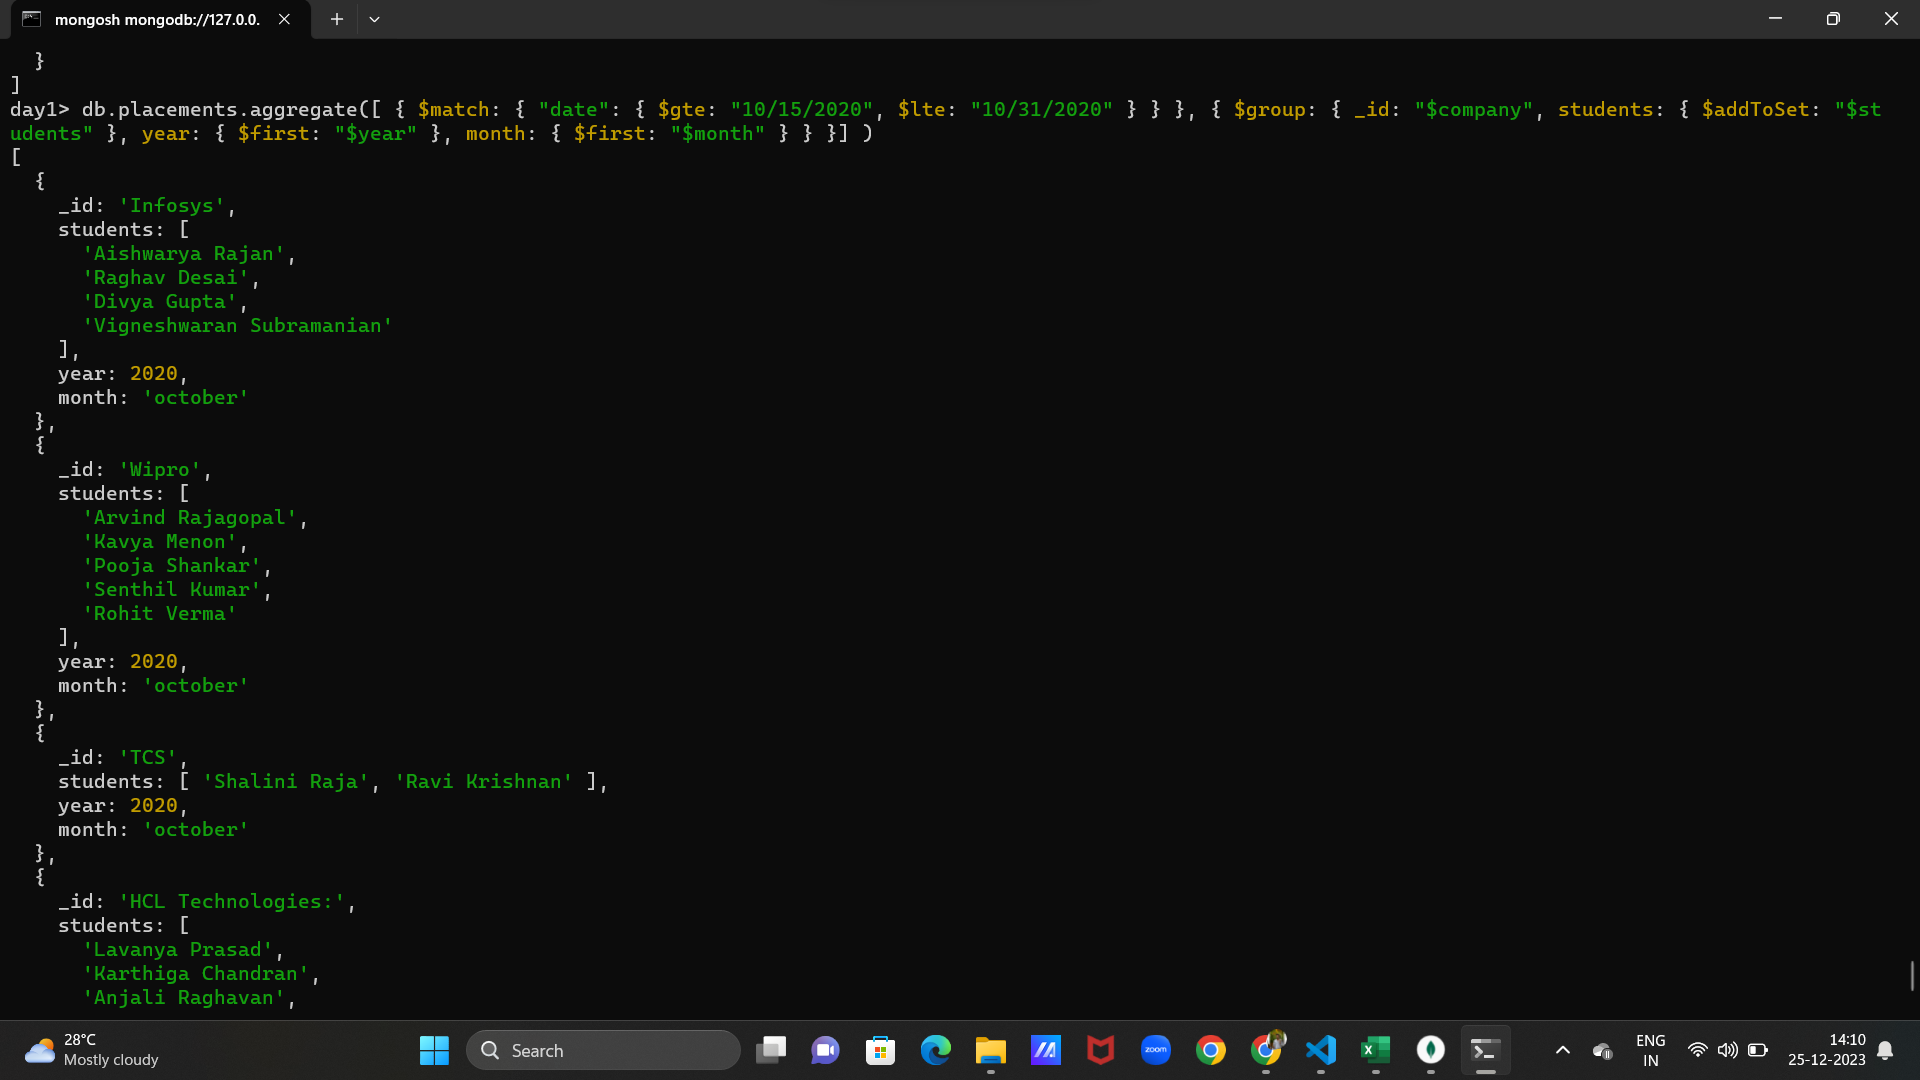 mongosh mongodb://127.0.0.
}
]
day1> db.placements.aggregate([ { $match: { "date": { $gte: "10/15/2020", $lte: "10/31/2020" } } }, { $group: { _id: "$company", students: { $addToSet: "$st
udents" }, year: { $first: "$year" }, month: { $first: "$month" } } }] )
[
{
_id: 'Infosys',
students: [
'Aishwarya Rajan',
'Raghav Desai',
'Divya Gupta',
'Vigneshwaran Subramanian'
],
year: 2020,
month: 'october'
},
{
_id: 'Wipro',
students: [
'Arvind Rajagopal',
'Kavya Menon',
'Pooja Shankar',
'Senthil Kumar',
'Rohit Verma'
],
year: 2020,
month: 'october'
},
{
_id: 'TCS',
students: [ 'Shalini Raja', 'Ravi Krishnan' ],
year: 2020,
month: 'october'
},
{
_id: 'HCL Technologies:',
students: [
'Lavanya Prasad',
'Karthiga Chandran',
'Anjali Raghavan',
28°C
Mostly cloudy
Search
zoom
ENG
IN
14:10
25-12-2023